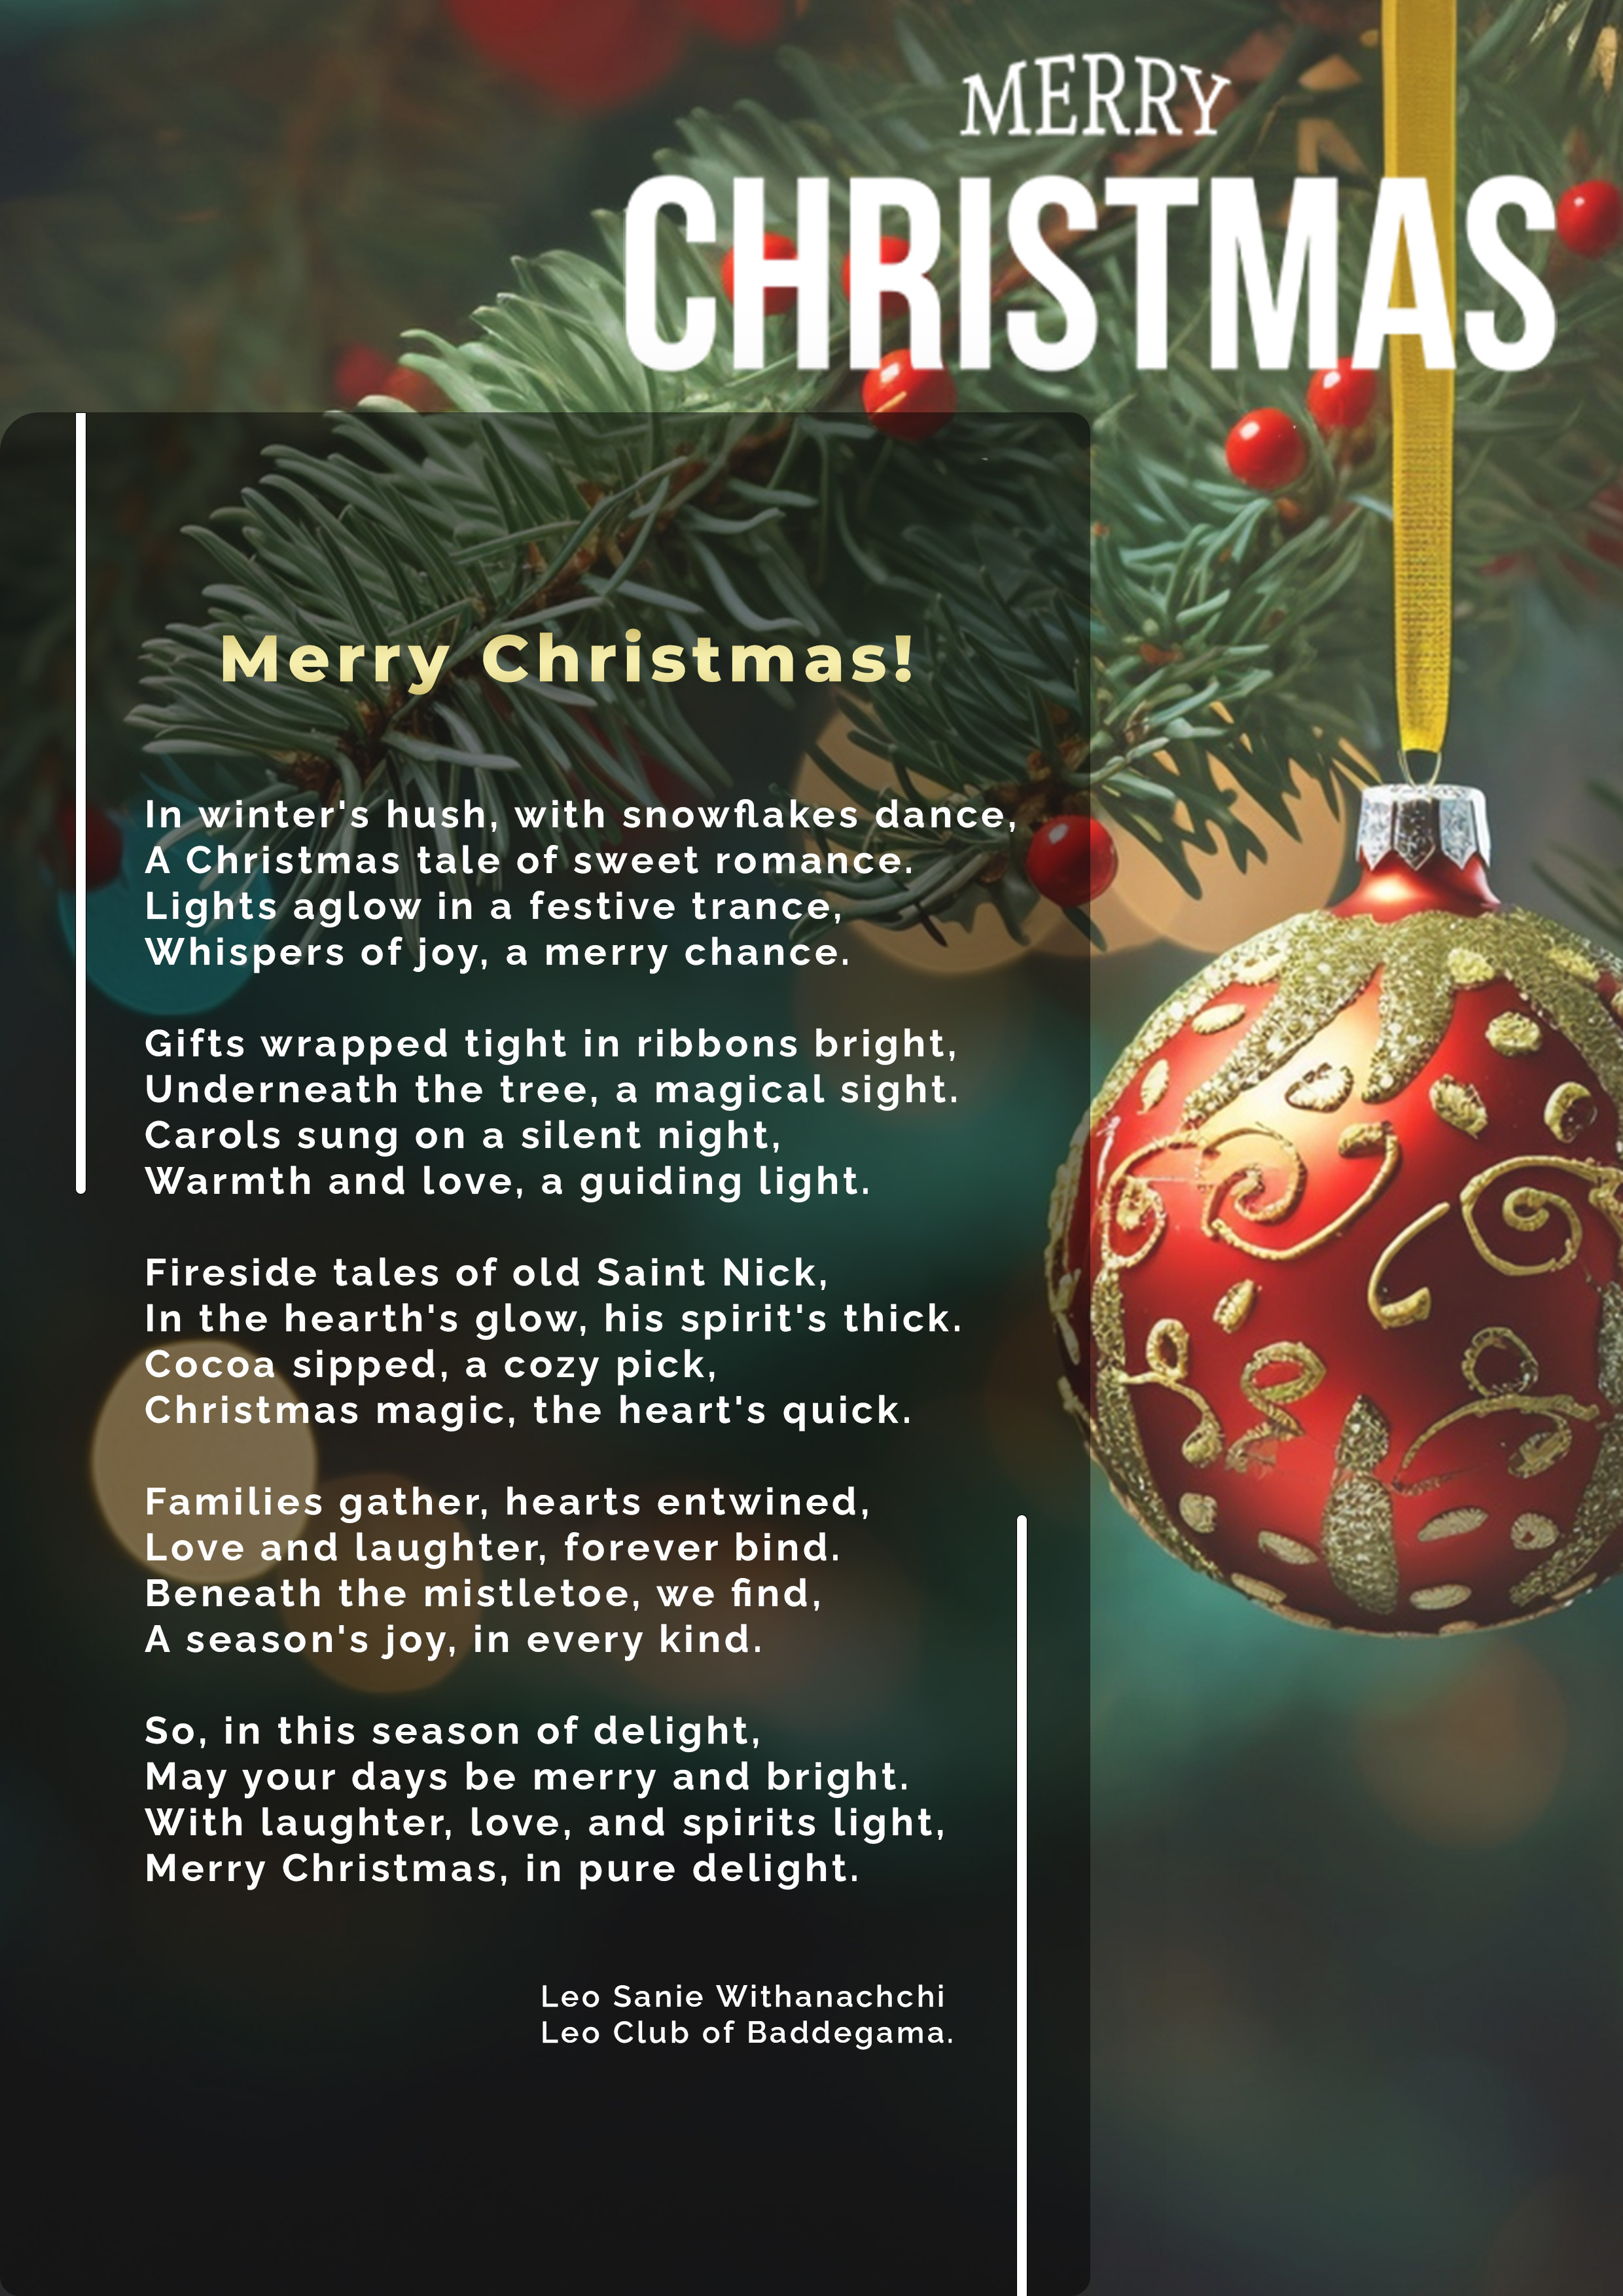 MERRY
CHRISTMAS
Merry Christmas!
In winter's hush, with snowflakes dance,
A Christmas tale of sweet romance.
Lights aglow in a festive trance,
Whispers of joy, a merry chance.
Gifts wrapped tight in ribbons bright,
Underneath the tree, a magical sight.
Carols sung on a silent night,
Warmth and love, a guiding light.
Fireside tales of old Saint Nick,
In the hearth's glow, his spirit's thick.
Cocoa sipped, a cozy pick,
Christmas magic, the heart's quick.
Families gather, hearts entwined,
Love and laughter, forever bind.
Beneath the mistletoe, we find,
A season's joy, in every kind.
So, in this season of delight,
May your days be merry and bright.
With laughter, love, and spirits light,
Merry Christmas, in pure delight.
Leo Sanie Withanachchi
Leo Club of Baddegama.